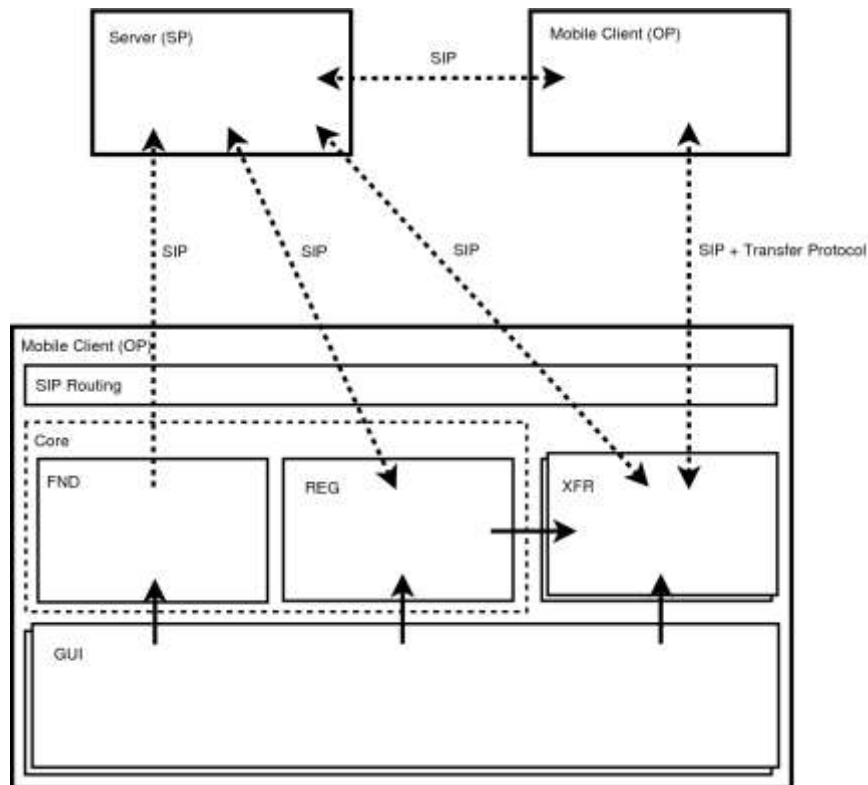 Server (SP)
Mobile Client (OP)
SIP
SIP
SIP
SIP
SIP + Transfer Protocol
Mobile Client (OP)
SIP Routing
Core
FND
REG
XFR
GUI